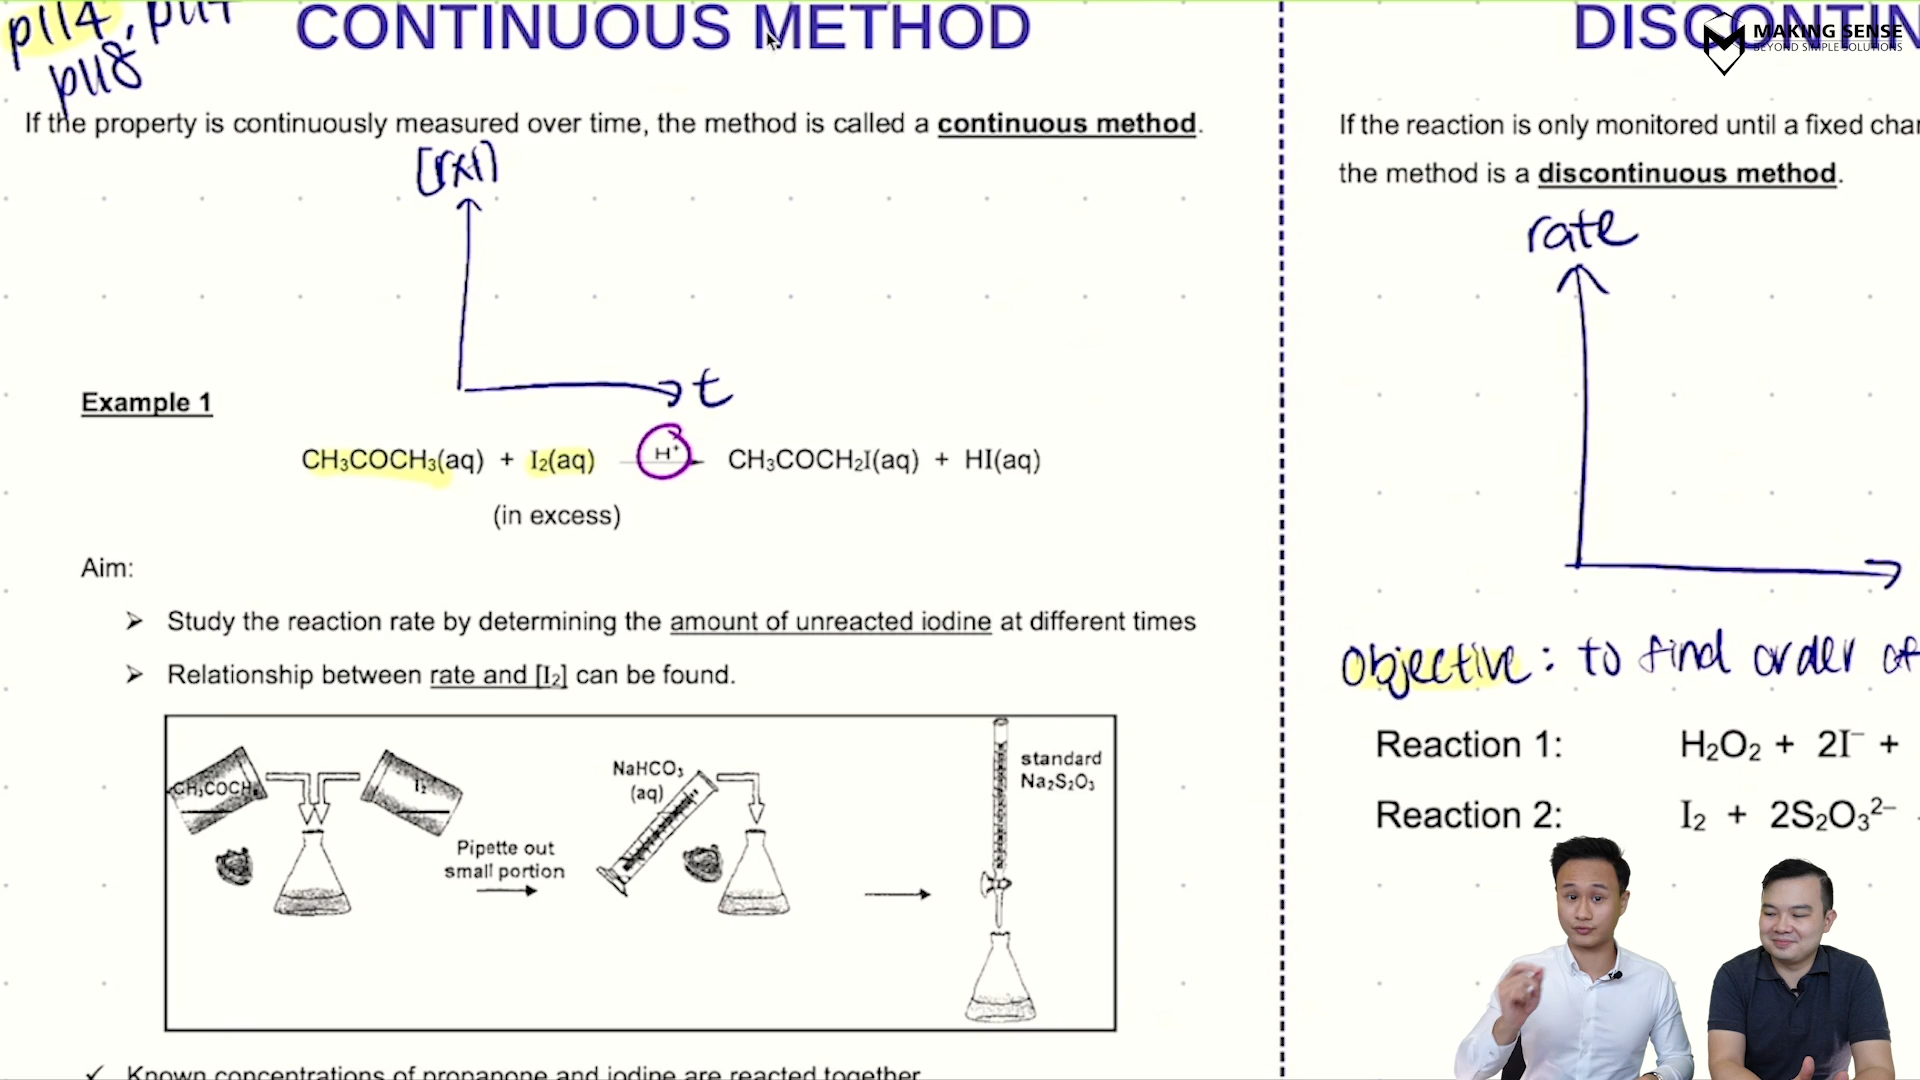 p114, p117
p118
CONTINUOUS METHOD
If the property is continuously measured over time, the method is called a continuous method.
[rxt]
t
Example 1
CH₃COCH₃(aq) + I₂(aq) H⁺ CH₃COCH₂I(aq) + HI(aq)
(in excess)
Aim:
➢ Study the reaction rate by determining the amount of unreacted iodine at different times
➢ Relationship between rate and [I₂] can be found.
CH₃COCH₃
I₂
Pipette out
small portion
NaHCO₃
(aq)
standard
Na₂S₂O₃
✓ Known concentrations of propanone and iodine are reacted together
DISCONTIN
MAKING SENSE
BEYOND SIMPLE SOLUTIONS
If the reaction is only monitored until a fixed
the method is a discontinuous method.
rate
Objective: to find order of
Reaction 1: H₂O₂ + 2I⁻ +
Reaction 2: I₂ + 2S₂O₃²⁻